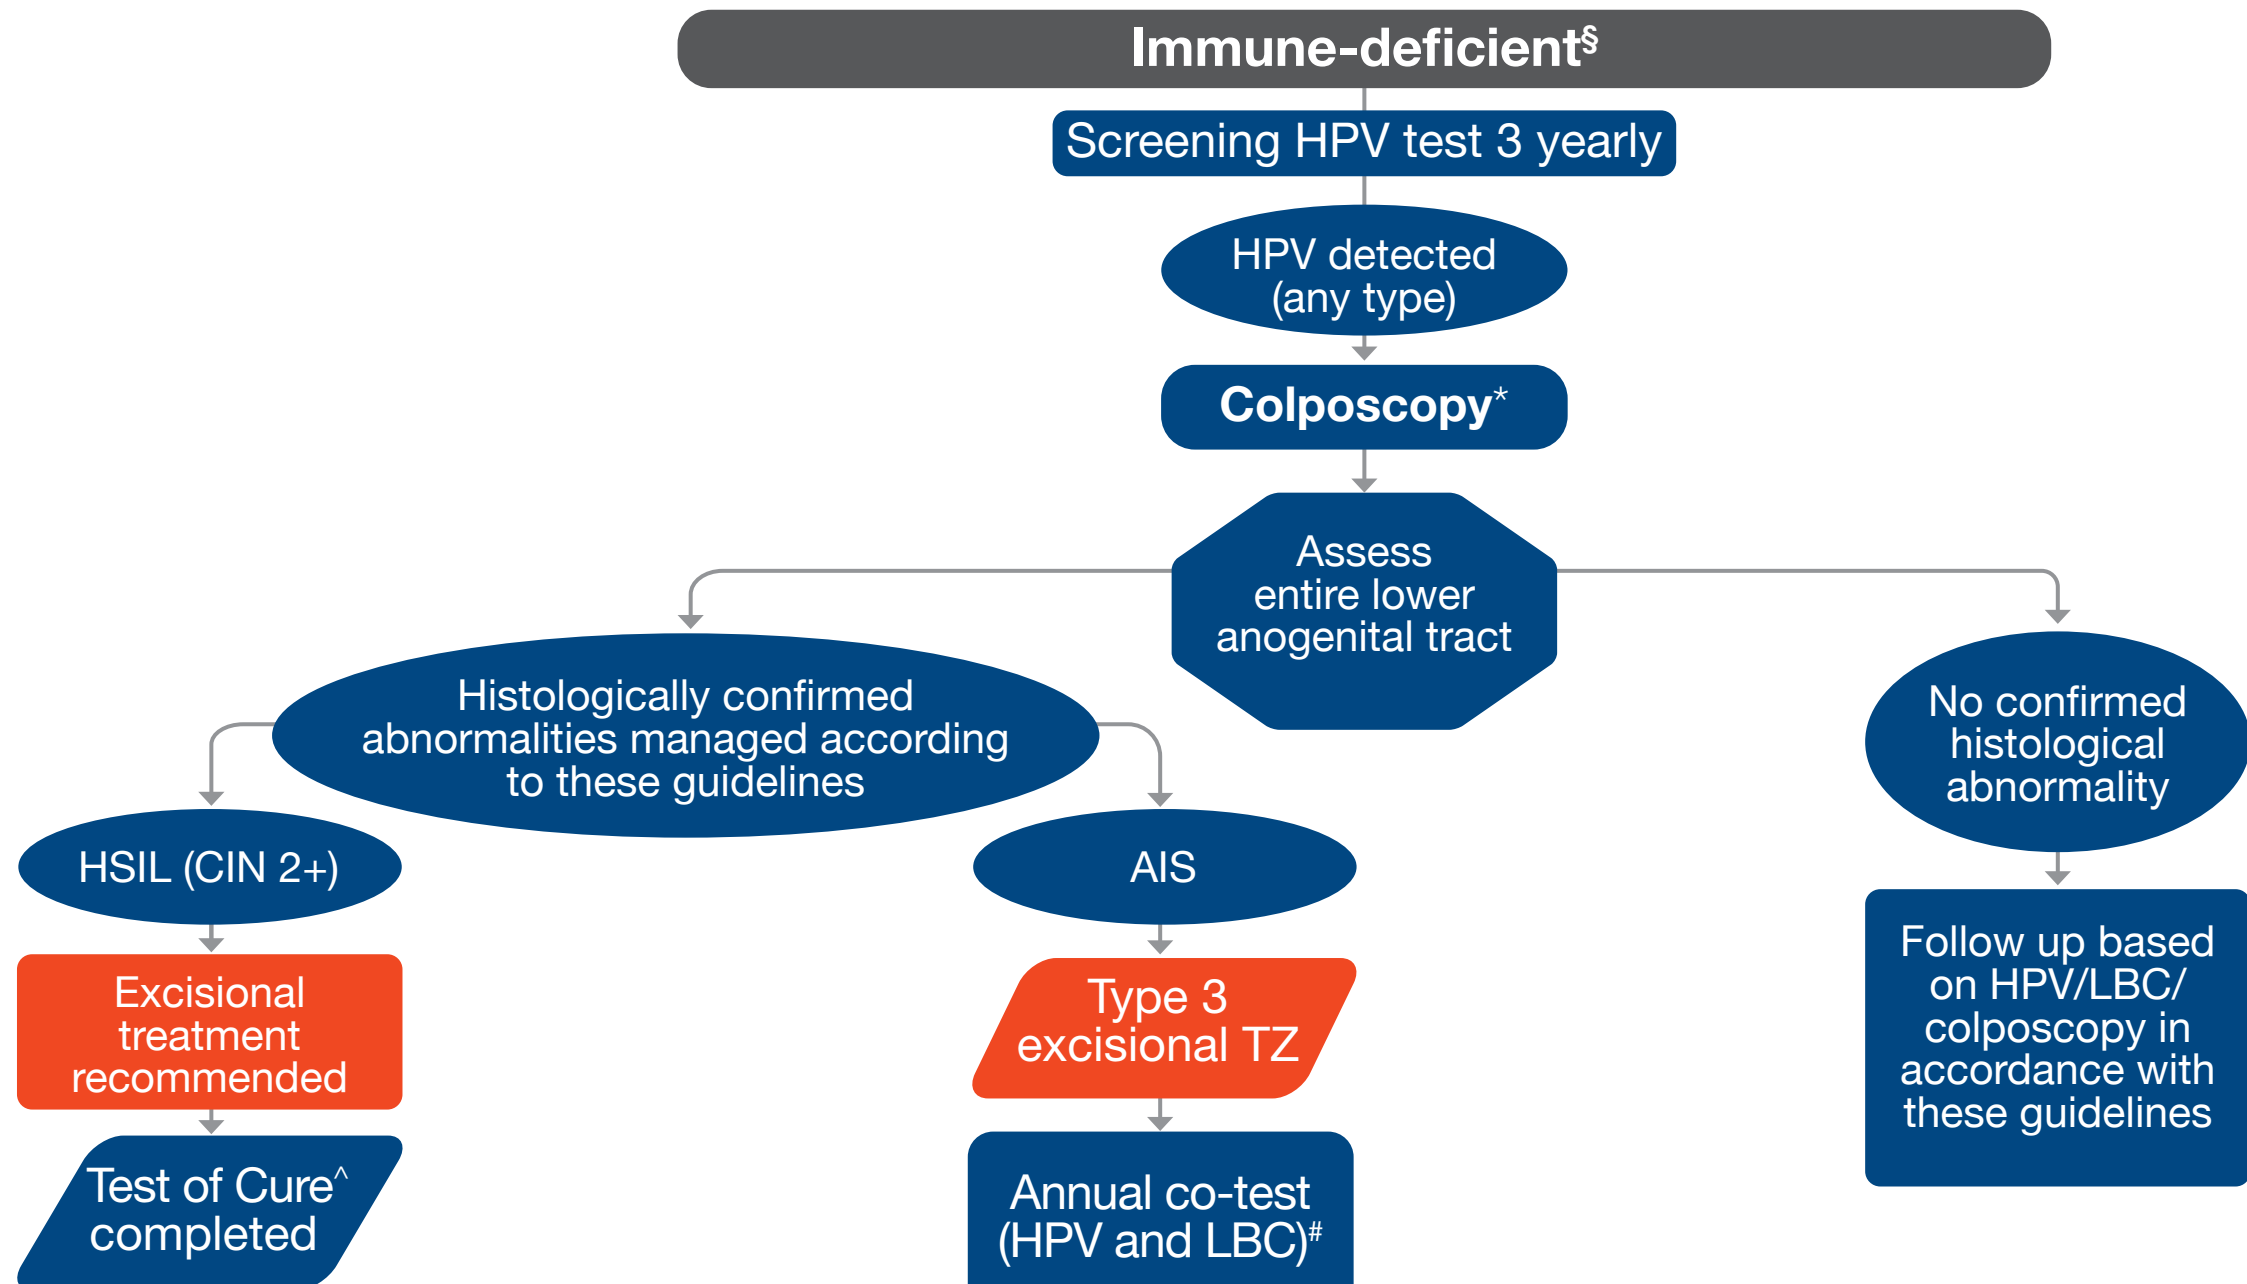 Immune-deficient§
Screening HPV test 3 yearly
HPV detected
(any type)
Colposcopy*
Assess
entire lower
anogenital tract
Histologically confirmed
abnormalities managed according
to these guidelines
No confirmed
histological
abnormality
HSIL (CIN 2+)
AIS
Excisional
treatment
recommended
Type 3
excisional TZ
Follow up based
on HPV/LBC/
colposcopy in
accordance with
these guidelines
Test of Cure^
completed
Annual co-test
(HPV and LBC)#